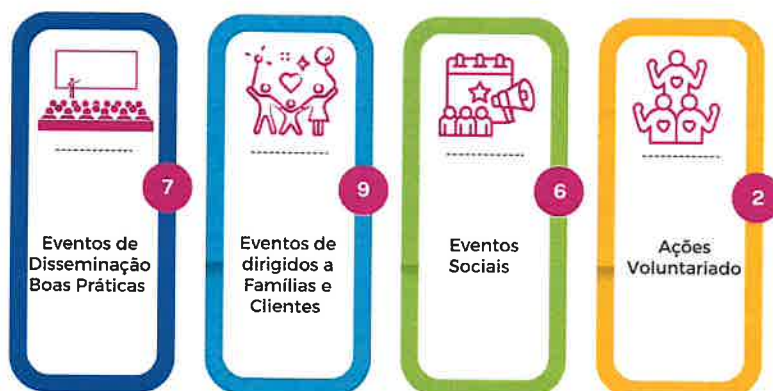 7
Eventos de
Disseminação
Boas Práticas
9
Eventos de
dirigidos a
Famílias e
Clientes
6
Eventos
Sociais
2
Ações
Voluntariado